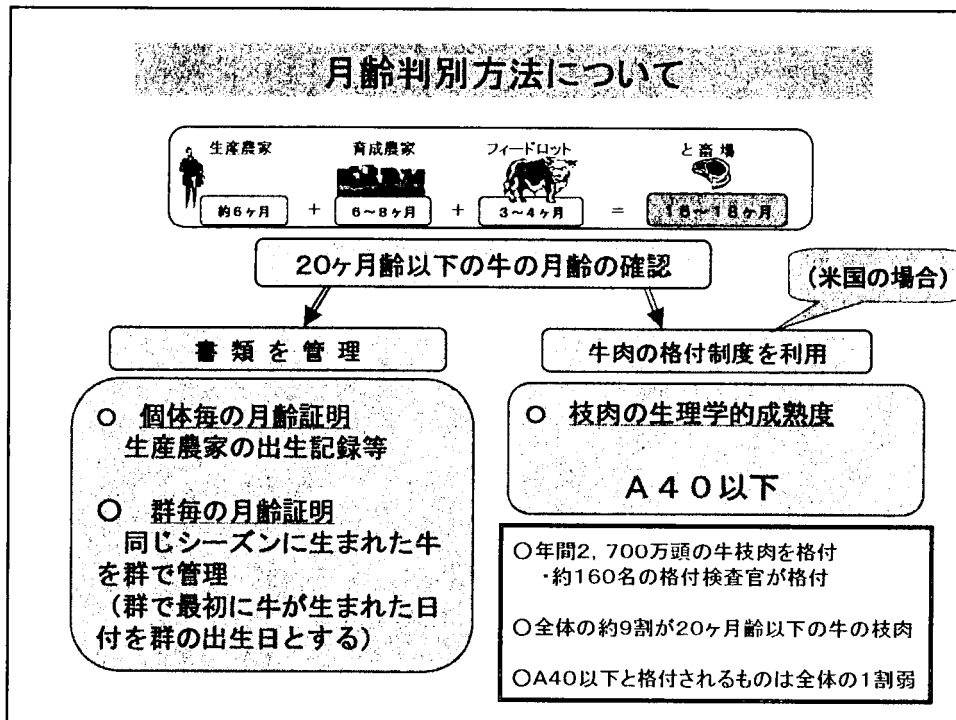 月齢判別方法について
生産農家 育成農家 フィードロット と畜場
約6ヶ月 + 6～8ヶ月 + 3～4ヶ月 = 16～18ヶ月
20ヶ月齢以下の牛の月齢の確認
(米国の場合)
書類を管理
○ 個体毎の月齢証明
生産農家の出生記録等
○ 群毎の月齢証明
同じシーズンに生まれた牛
を群で管理
(群で最初に牛が生まれた日
付を群の出生日とする)
牛肉の格付制度を利用
○ 枝肉の生理学的成熟度
A40以下
○年間2,700万頭の牛枝肉を格付
・約160名の格付検査官が格付
○全体の約9割が20ヶ月齢以下の牛の枝肉
○A40以下と格付されるものは全体の1割弱